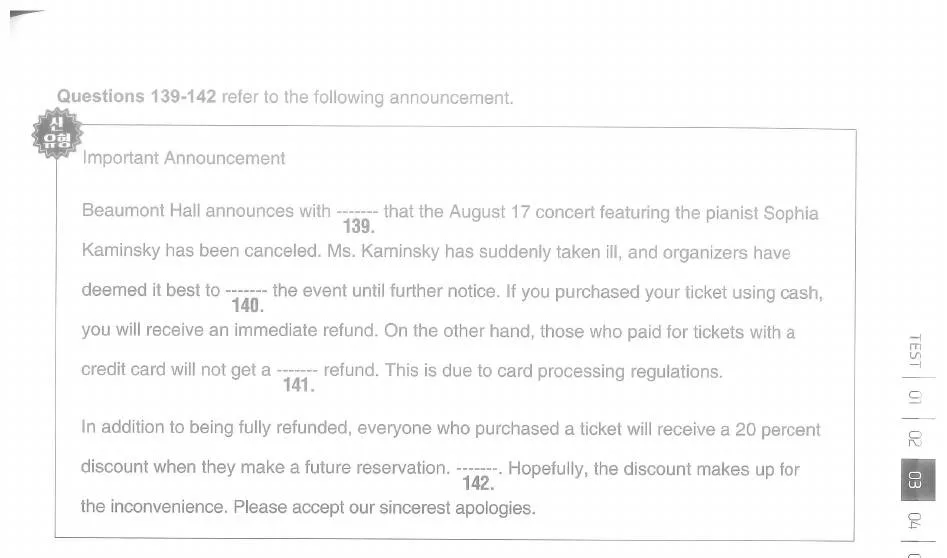 Questions 139-142 refer to the following announcement.
신
유형
Important Announcement
Beaumont Hall announces with ------- that the August 17 concert featuring the pianist Sophia
139.
Kaminsky has been canceled. Ms. Kaminsky has suddenly taken ill, and organizers have
deemed it best to ------- the event until further notice. If you purchased your ticket using cash,
140.
you will receive an immediate refund. On the other hand, those who paid for tickets with a
credit card will not get a ------- refund. This is due to card processing regulations.
141.
In addition to being fully refunded, everyone who purchased a ticket will receive a 20 percent
discount when they make a future reservation. -------. Hopefully, the discount makes up for
142.
the inconvenience. Please accept our sincerest apologies.
TEST
01
02
03
04